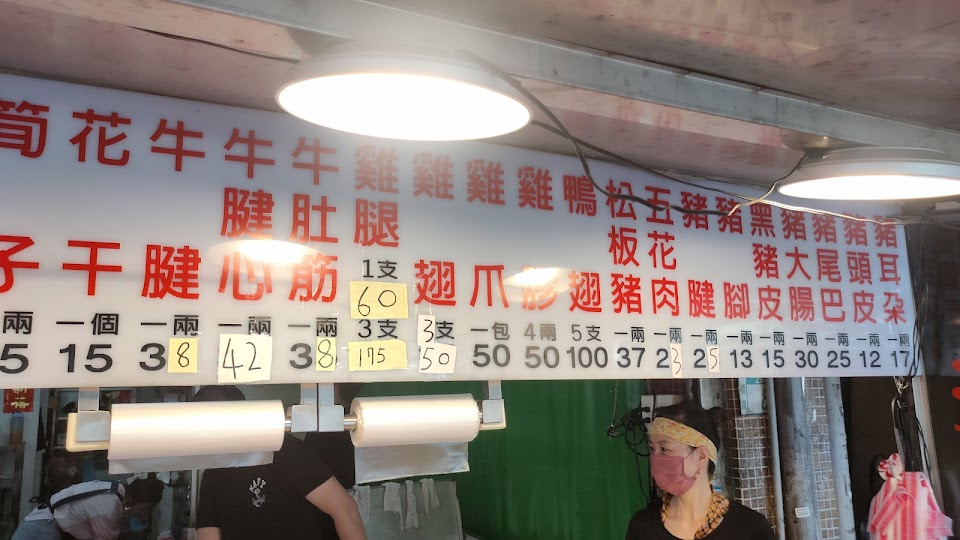 豬耳朵 一兩 17
豬頭皮 一兩 12
豬尾巴 一兩 25
豬大腸 一兩 30
黑豬皮 一兩 15
豬腳 一兩 13
豬腱 一兩 25
五花肉 一兩 23
松板豬 一兩 37
鴨翅 5支 100
雞 4兩 50
雞爪 一包 50
雞翅 3支 50
雞腿 1支 60 3支 175
牛肚筋 一兩 38
牛腱心 一兩 42
牛腱 一兩 38
花干 一個 15
筍子 兩 5